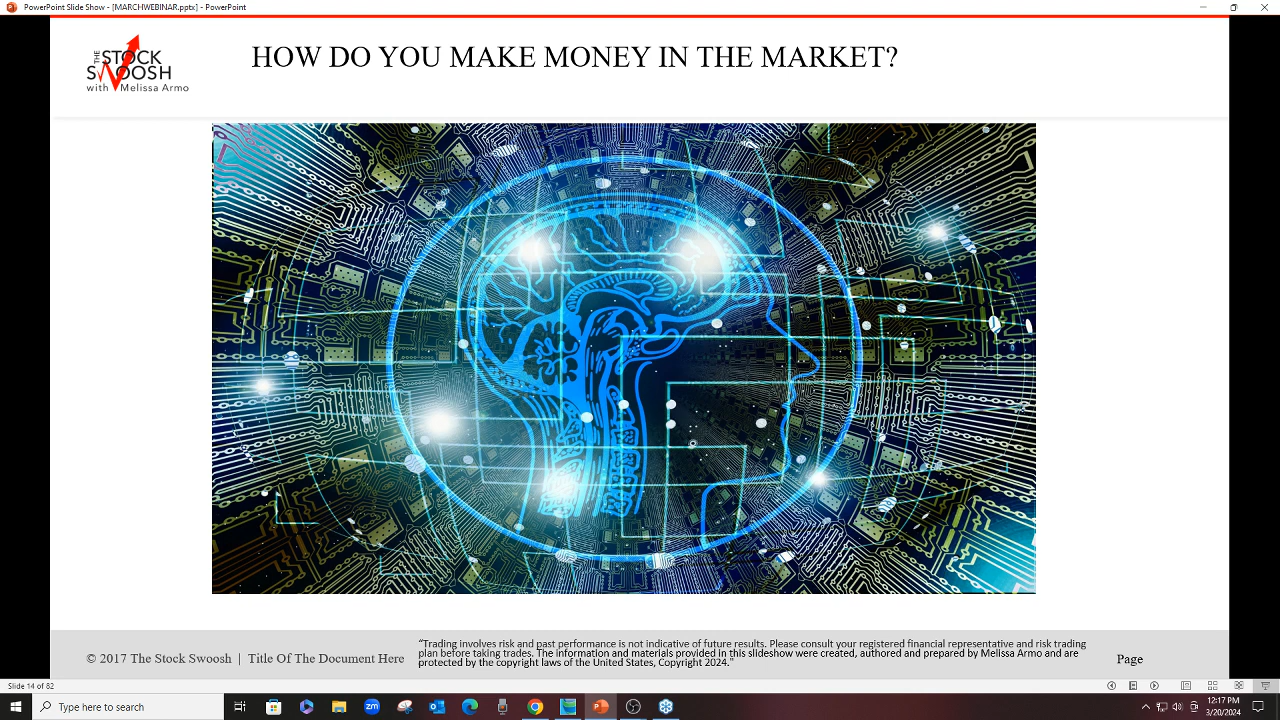 PowerPoint Slide Show - [MARCHWEBINAR.pptx] - PowerPoint
THE STOCK
SWOOSH
with Melissa Armo
HOW DO YOU MAKE MONEY IN THE MARKET?
© 2017 The Stock Swoosh | Title Of The Document Here
“Trading involves risk and past performance is not indicative of future results. Please consult your registered financial representative and risk trading
plan before taking trades. The information and materials provided in this slideshow were created, authored and prepared by Melissa Armo and are
protected by the copyright laws of the United States, Copyright 2024."
Page
Slide 14 of 82
Type here to search
12:17 PM
3/20/2024